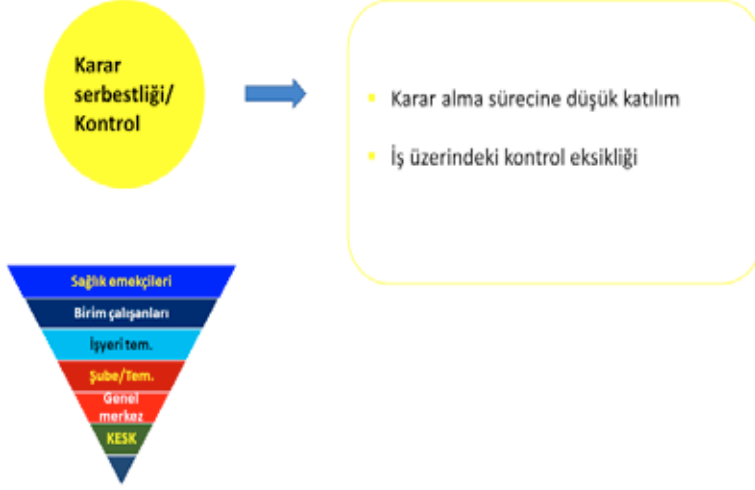 Karar
serbestliği/
Kontrol
Karar alma sürecine düşük katılım
İş üzerindeki kontrol eksikliği
Sağlık emekçileri
Birim çalışanları
İşyeri tem.
Şube/Tem.
Genel
merkez
KESK